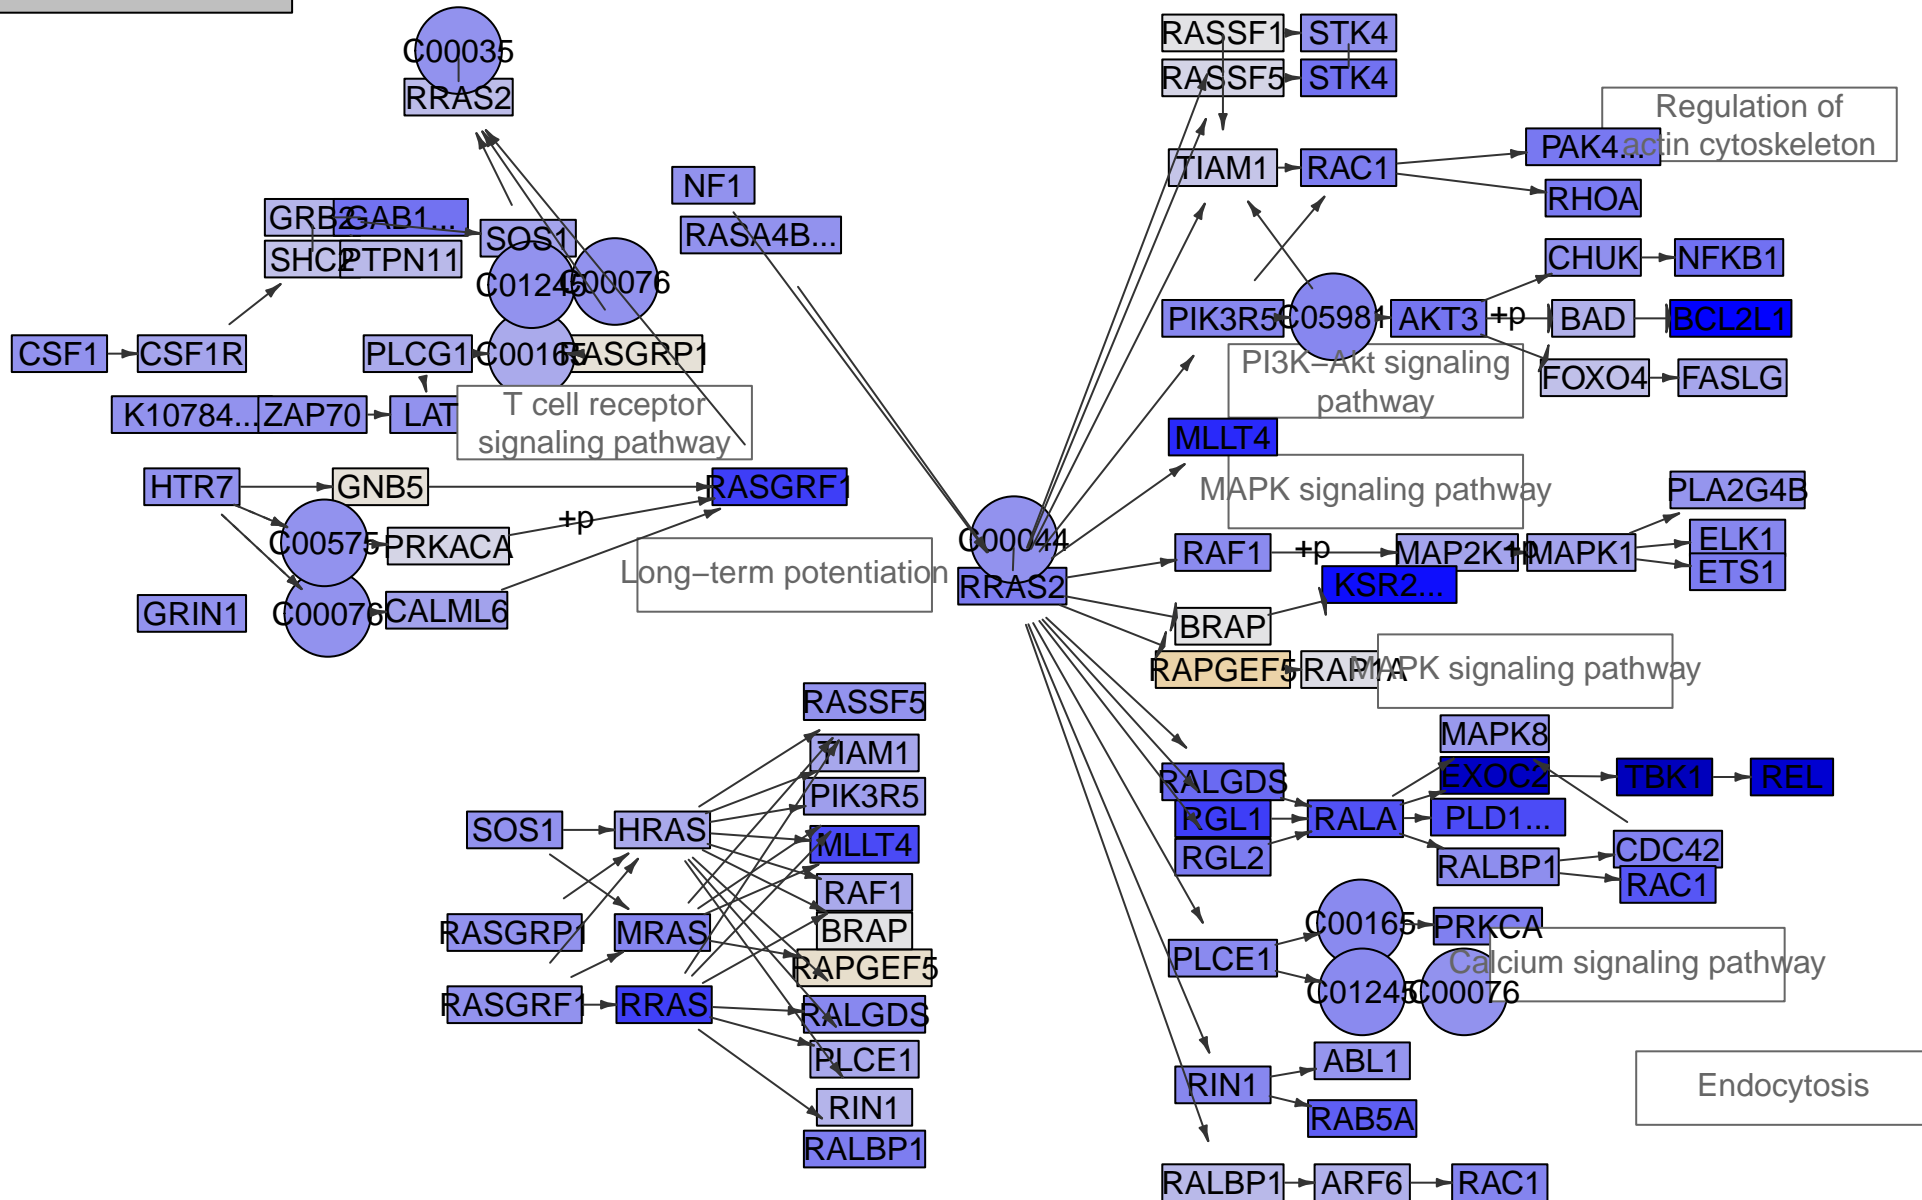 C00035
RRAS2
NF1
RASA4B...
GRB2
GAB1...
SHC2
PTPN11
SOS1
C01245
C00076
CSF1
CSF1R
PLCG1
C00165
RASGRP1
K10784...
ZAP70
LAT
T cell receptor
signaling pathway
HTR7
GNB5
RASGRF1
+p
C00575
PRKACA
C00076
CALML6
GRIN1
Long−term potentiation
RASSF5
TIAM1
PIK3R5
SOS1
HRAS
MLLT4
RAF1
RASGRP1
MRAS
BRAP
RAPGEF5
RASGRF1
RRAS
RALGDS
PLCE1
RIN1
RALBP1
C00044
RRAS2
RASSF1
STK4
RASSF5
STK4
Regulation of
actin cytoskeleton
TIAM1
RAC1
PAK4...
RHOA
CHUK
NFKB1
PIK3R5
C05981
AKT3
+p
BAD
BCL2L1
PI3K−Akt signaling
pathway
FOXO4
FASLG
MLLT4
MAPK signaling pathway
PLA2G4B
RAF1
+p
MAP2K1
+p
MAPK1
ELK1
ETS1
KSR2...
BRAP
RAPGEF5
RAP1A
MAPK signaling pathway
MAPK8
RALGDS
EXOC2
TBK1
REL
RGL1
RALA
PLD1...
RGL2
RALBP1
CDC42
RAC1
C00165
PRKCA
PLCE1
Calcium signaling pathway
C01245
C00076
ABL1
RIN1
RAB5A
Endocytosis
RALBP1
ARF6
RAC1